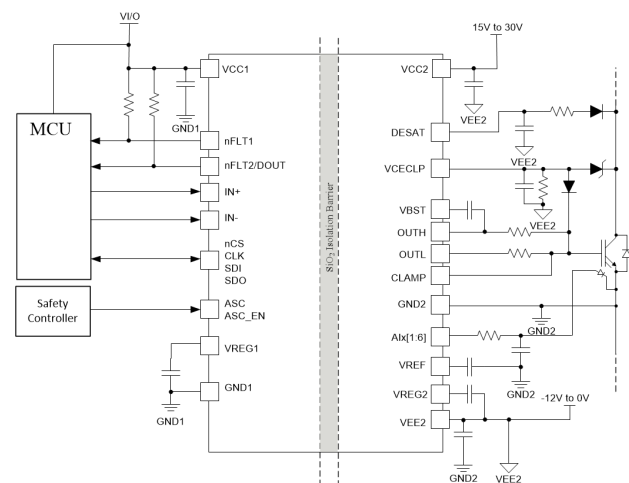 VI/O
15V to 30V
VCC1
VCC2
GND1
VEE2
MCU
nFLT1
DESAT
VEE2
nFLT2/DOUT
VCECLP
IN+
VEE2
VBST
IN-
OUTH
SiO2 Isolation Barrier
nCS
CLK
SDI
SDO
OUTL
CLAMP
Safety
Controller
ASC
ASC_EN
GND2
GND2
AIx[1:6]
VREG1
VREF
GND2
GND1
VREG2
-12V to 0V
GND1
VEE2
GND2
VEE2